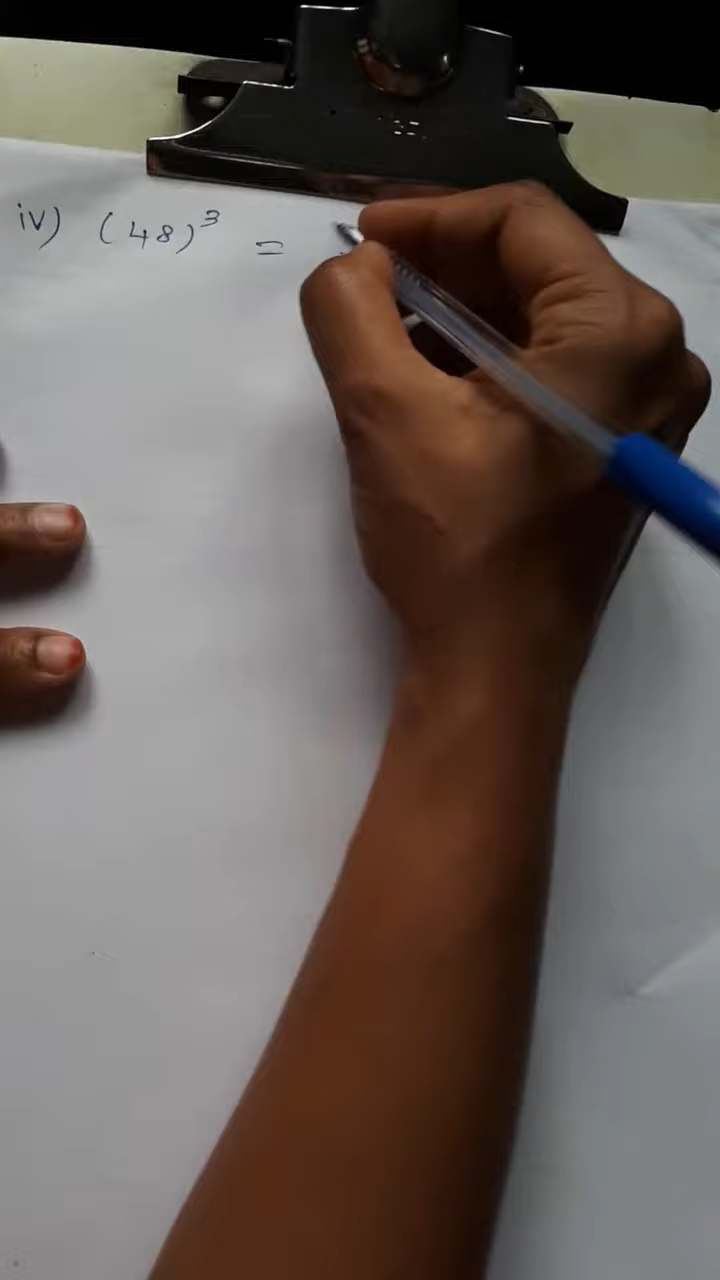 iv) (48)³ =